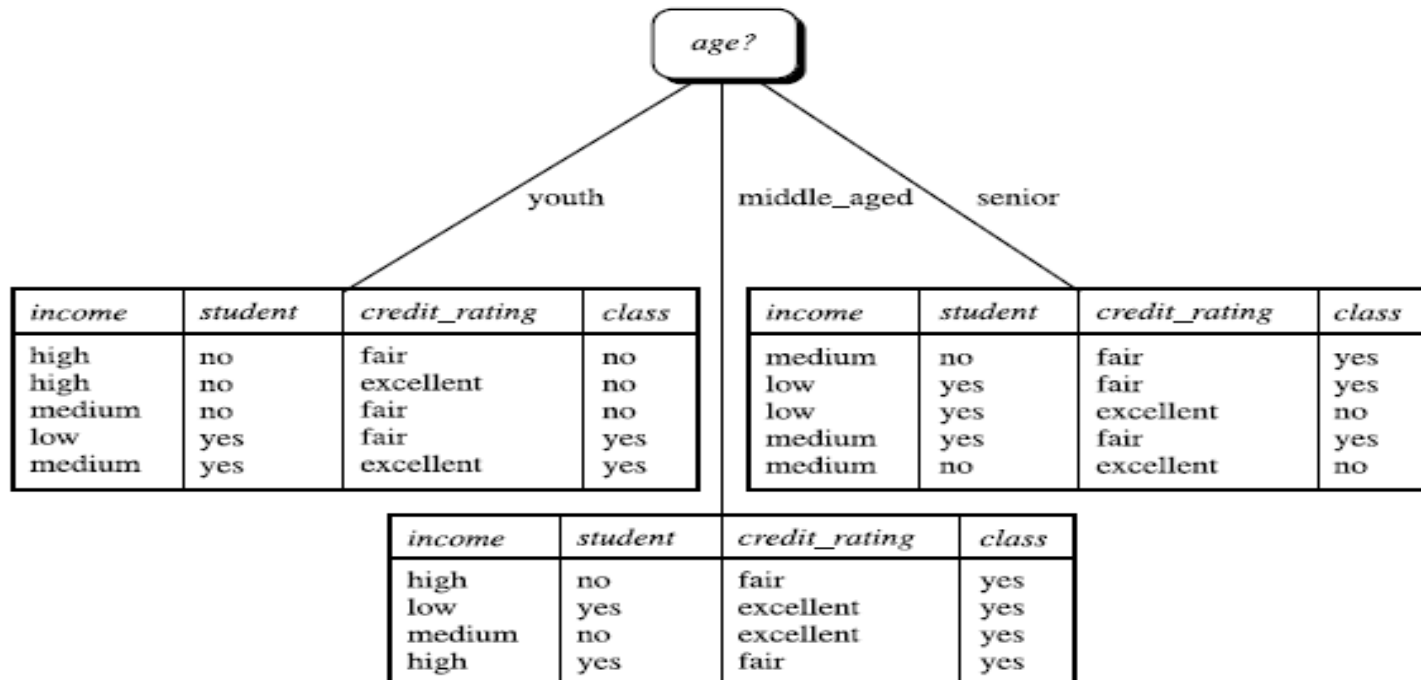 age?
youth
middle_aged
senior
income student credit_rating class
high no fair no
high no excellent no
medium no fair no
low yes fair yes
medium yes excellent yes
income student credit_rating class
medium no fair yes
low yes fair yes
low yes excellent no
medium yes fair yes
medium no excellent no
income student credit_rating class
high no fair yes
low yes excellent yes
medium no excellent yes
high yes fair yes